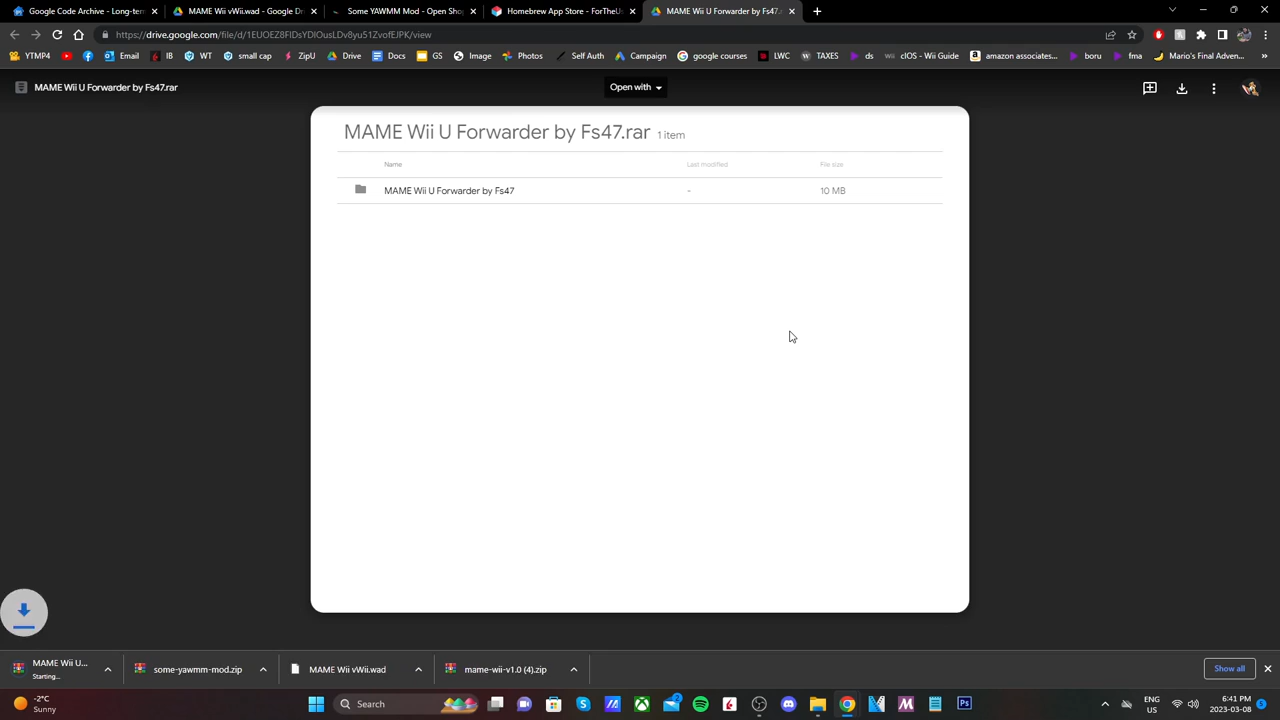 Google Code Archive - Long-ter
MAME Wii vWii.wad - Google Dr
Some YAWMM Mod - Open Sho
Homebrew App Store - ForTheU
MAME Wii U Forwarder by Fs47.
https://drive.google.com/file/d/1EUOEZ8FIDsYDIOusLDv8yu51ZvofEJPK/view
YTMP4
FB
Email
IB
WT
small cap
ZipU
Drive
Docs
GS
Image
Photos
Self Auth
Campaign
google courses
LWC
TAXES
ds
wii cIOS - Wii Guide
amazon associates...
boru
fma
Mario's Final Adven...
MAME Wii U Forwarder by Fs47.rar
Open with
MAME Wii U Forwarder by Fs47.rar 1 item
Name Last modified File size
MAME Wii U Forwarder by Fs47 - 10 MB
MAME Wii U...
Starting...
some-yawmm-mod.zip
MAME Wii vWii.wad
mame-wii-v1.0 (4).zip
Show all
-2°C
Sunny
Search
2
ENG
US
6:41 PM
2023-03-08